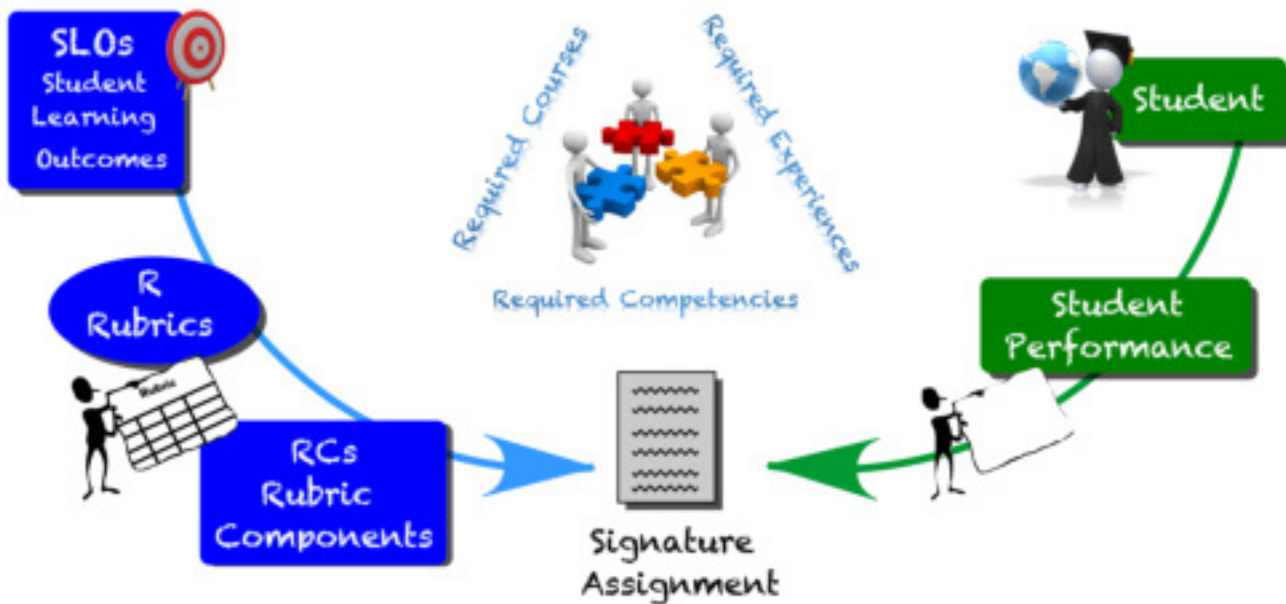 SLOs
Student
Learning
Outcomes
R
Rubrics
Rubric
RCs
Rubric
Components
Required Courses
Required Experiences
Required Competencies
Signature
Assignment
Student
Student
Performance